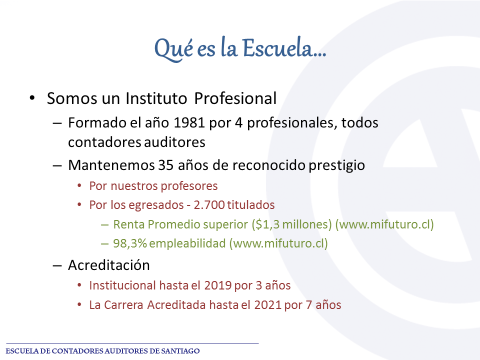 Qué es la Escuela...
• Somos un Instituto Profesional
– Formado el año 1981 por 4 profesionales, todos
contadores auditores
– Mantenemos 35 años de reconocido prestigio
• Por nuestros profesores
• Por los egresados - 2.700 titulados
– Renta Promedio superior ($1,3 millones) (www.mifuturo.cl)
– 98,3% empleabilidad (www.mifuturo.cl)
– Acreditación
• Institucional hasta el 2019 por 3 años
• La Carrera Acreditada hasta el 2021 por 7 años
ESCUELA DE CONTADORES AUDITORES DE SANTIAGO